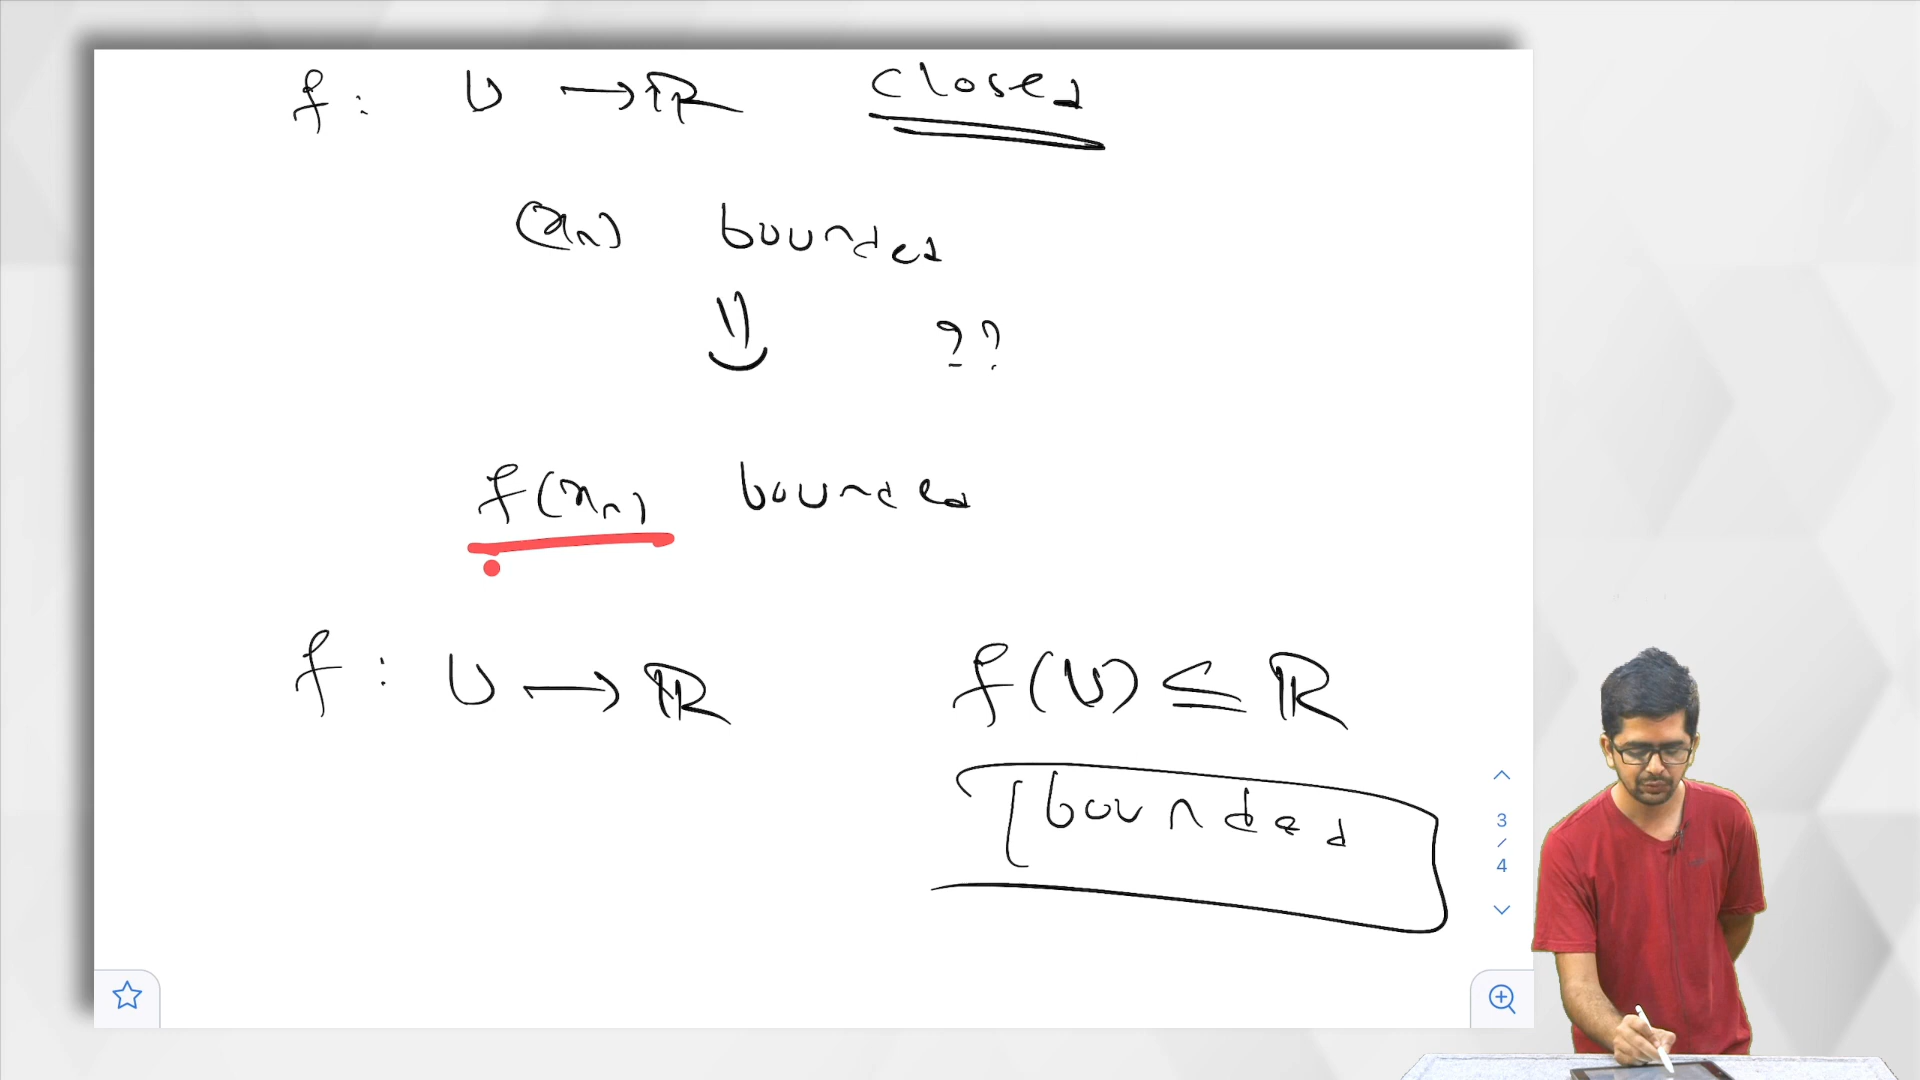 f : U → ℝ closed
(xₙ) bounded
⇓ ??
f(xₙ) bounded
f : U → ℝ f(U) ⊆ ℝ
bounded
3
/
4